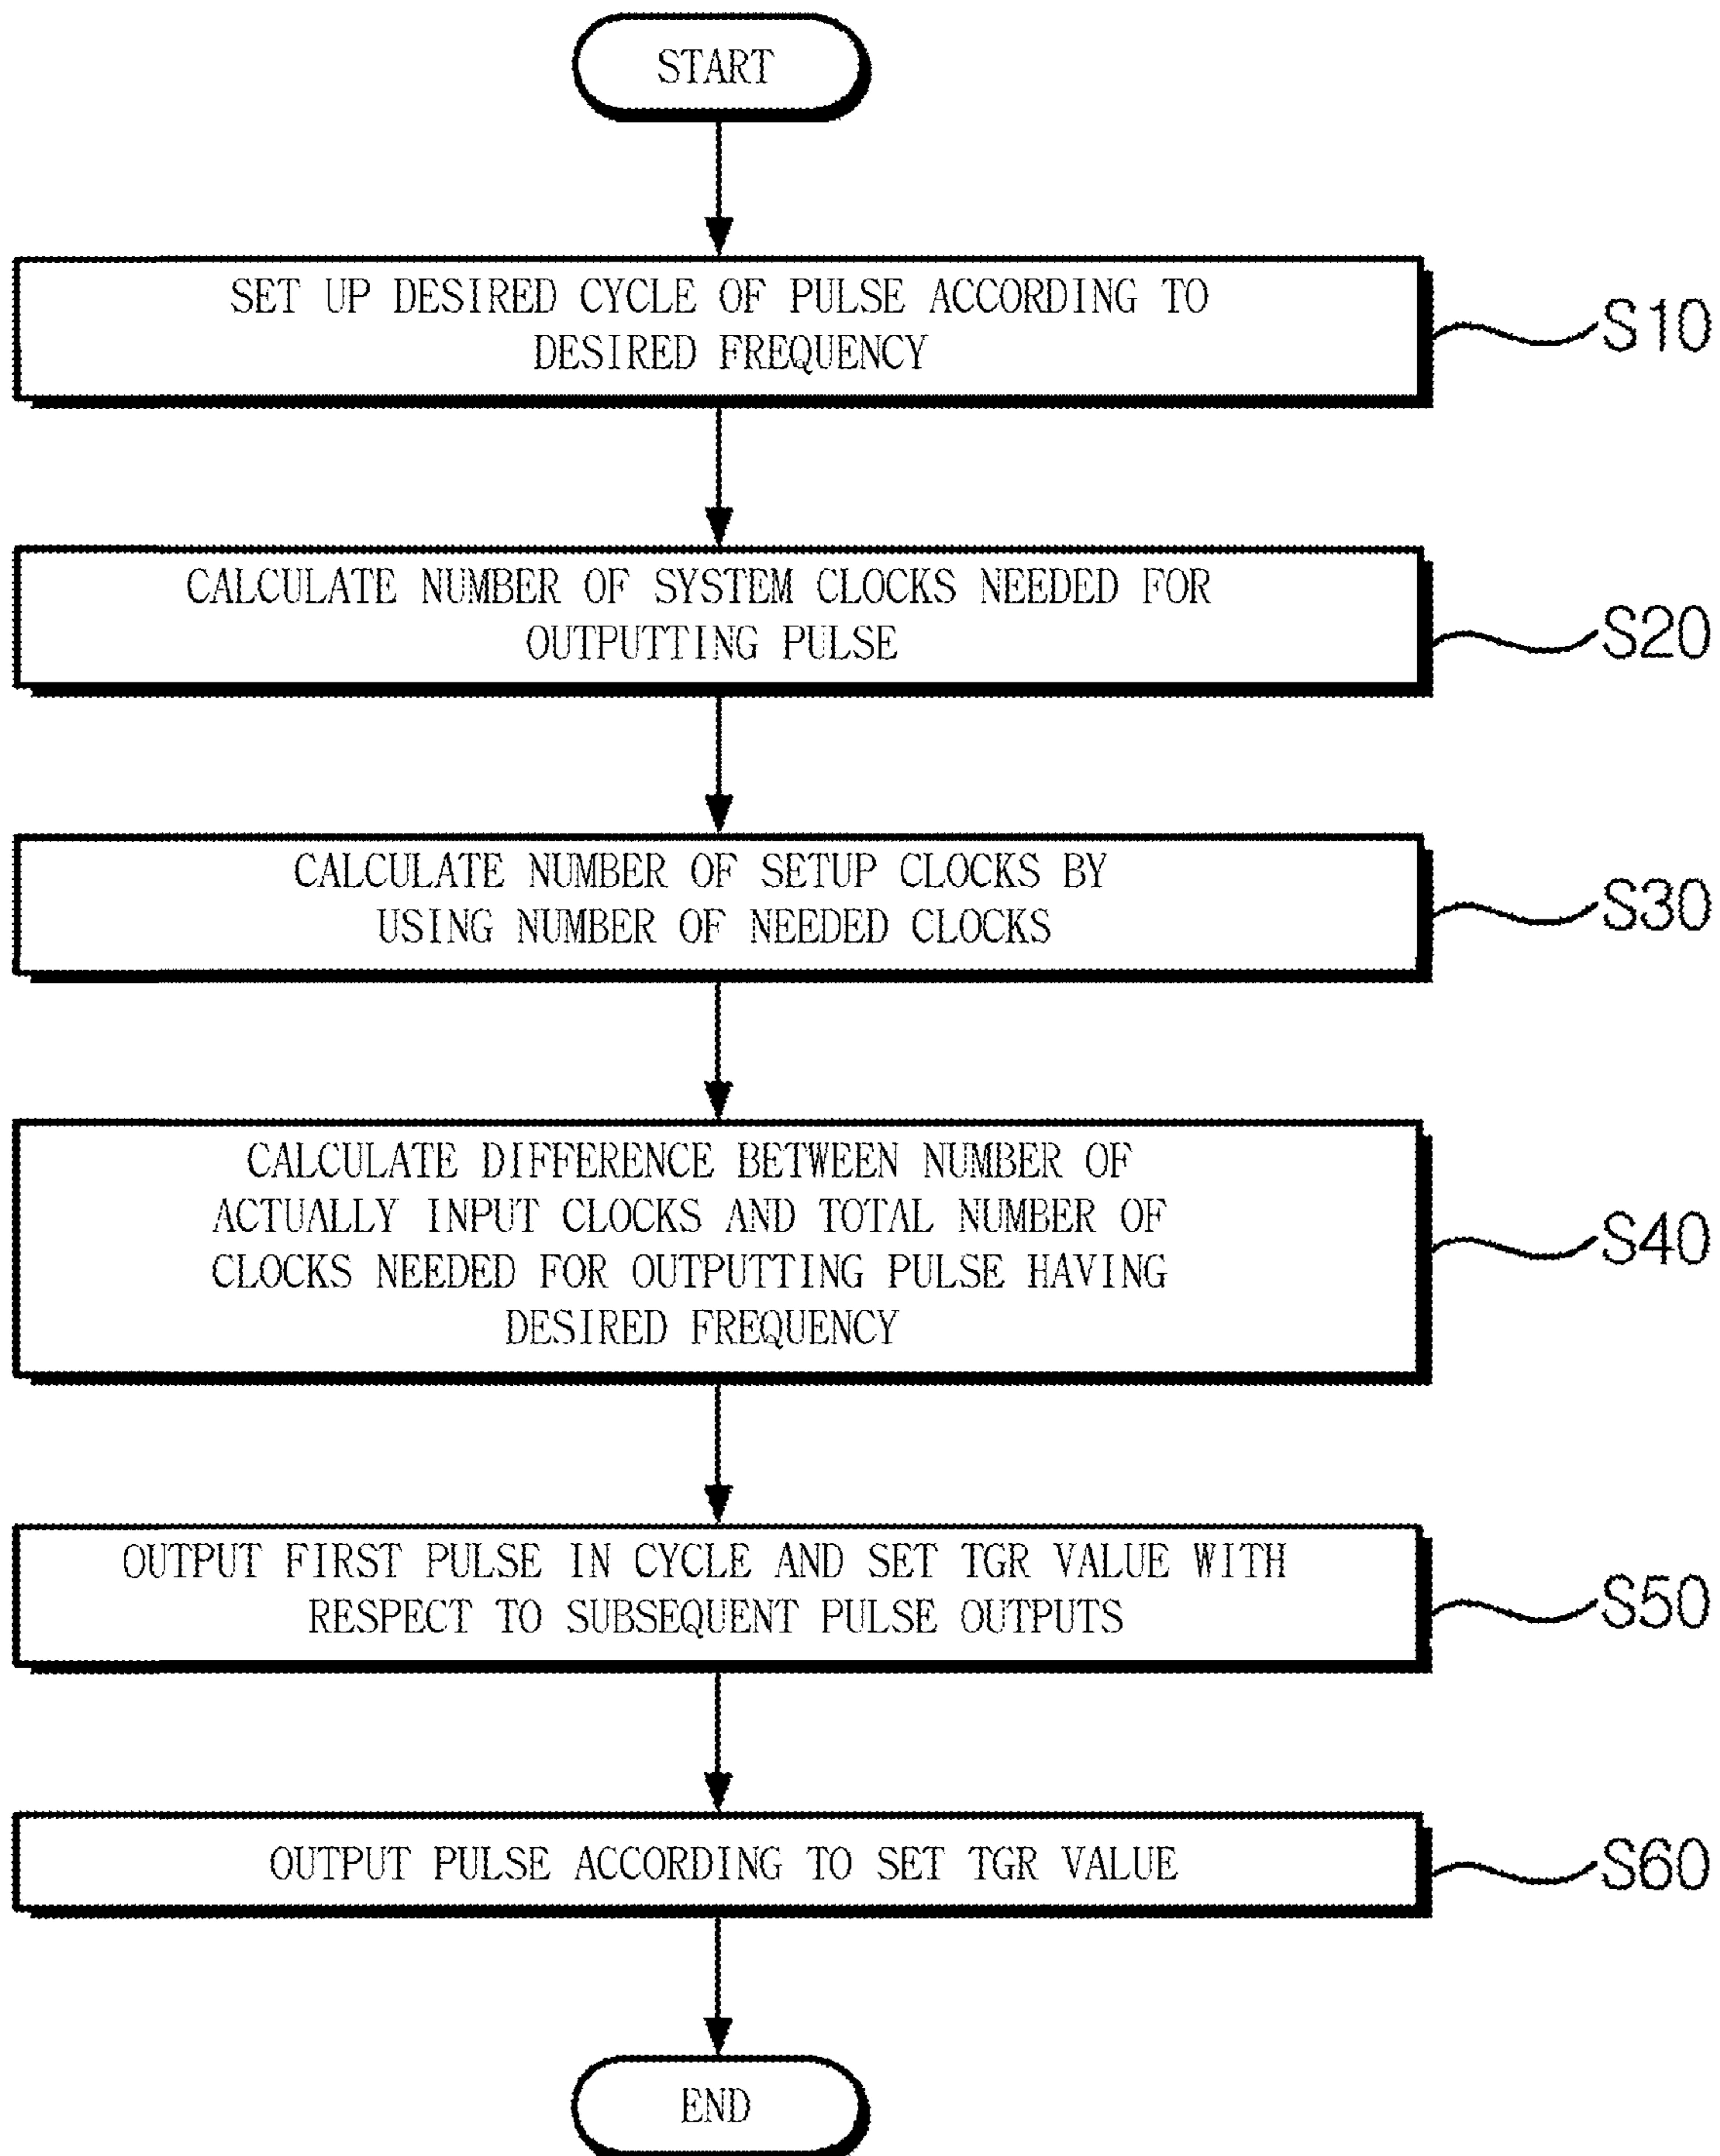 START
SET UP DESIRED CYCLE OF PULSE ACCORDING TO
DESIRED FREQUENCY
S10
CALCULATE NUMBER OF SYSTEM CLOCKS NEEDED FOR
OUTPUTTING PULSE
S20
CALCULATE NUMBER OF SETUP CLOCKS BY
USING NUMBER OF NEEDED CLOCKS
S30
CALCULATE DIFFERENCE BETWEEN NUMBER OF
ACTUALLY INPUT CLOCKS AND TOTAL NUMBER OF
CLOCKS NEEDED FOR OUTPUTTING PULSE HAVING
DESIRED FREQUENCY
S40
OUTPUT FIRST PULSE IN CYCLE AND SET TGR VALUE WITH
RESPECT TO SUBSEQUENT PULSE OUTPUTS
S50
OUTPUT PULSE ACCORDING TO SET TGR VALUE
S60
END